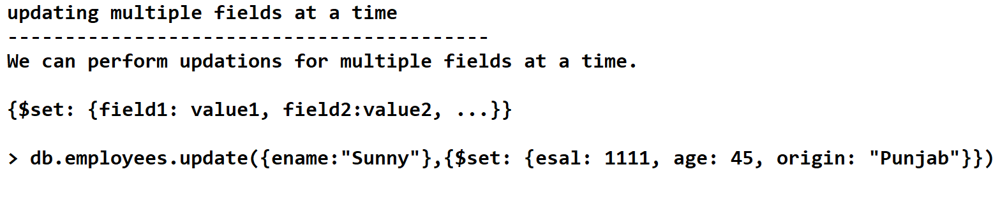 updating multiple fields at a time
------------------------------------------
We can perform updations for multiple fields at a time.
{$set: {field1: value1, field2:value2, ...}}
> db.employees.update({ename:"Sunny"},{$set: {esal: 1111, age: 45, origin: "Punjab"}})